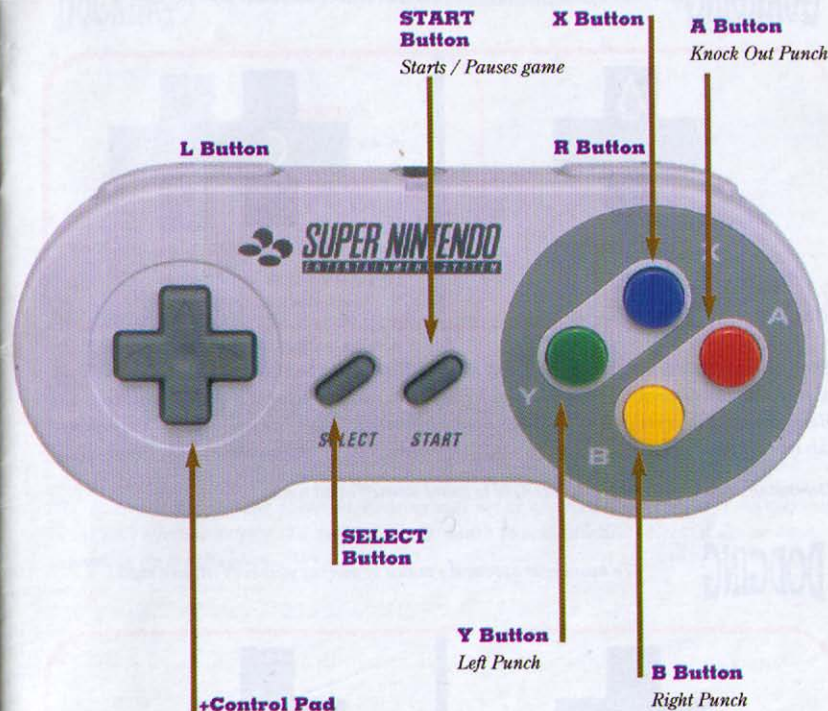 START
Button
Starts / Pauses game
X Button
A Button
Knock Out Punch
L Button
R Button
SUPER NINTENDO
ENTERTAINMENT SYSTEM
X
A
Y
B
SELECT
START
SELECT
Button
DODGING
Y Button
Left Punch
B Button
Right Punch
+Control Pad